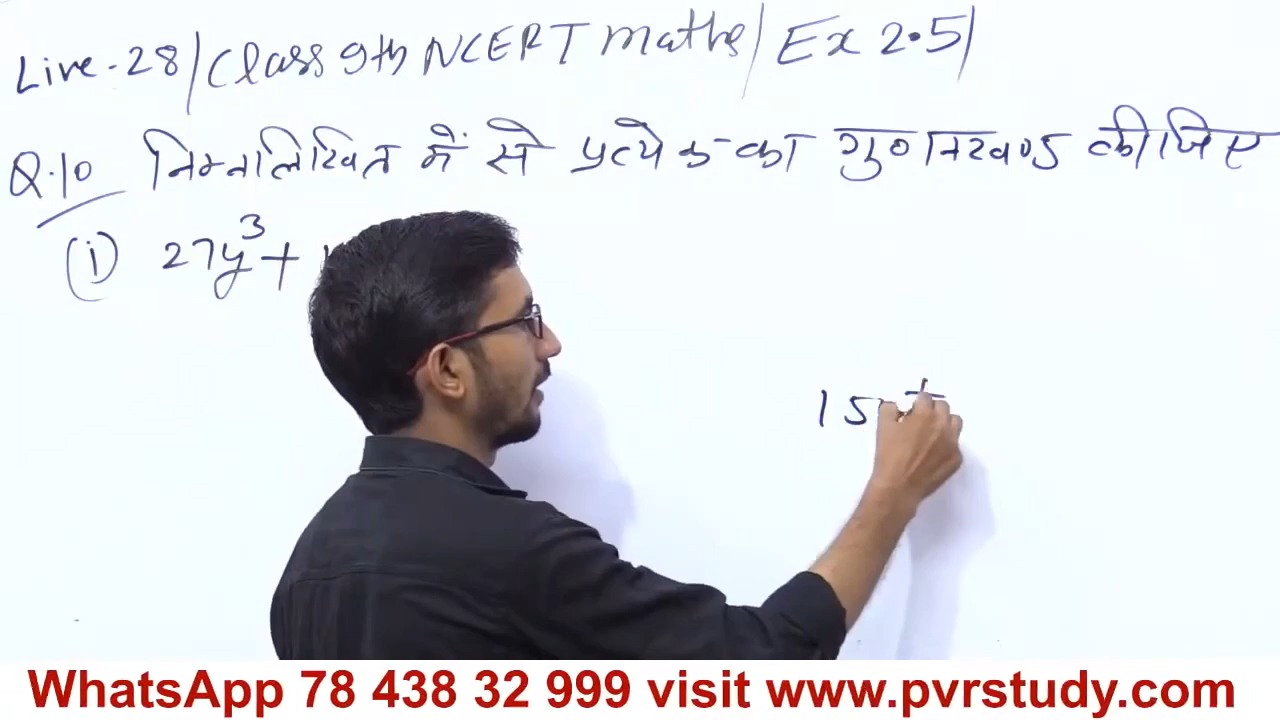 Live-28/Class 9th NCERT maths/ Ex 2.5/
Q.10 निम्नलिखित में से प्रत्येक का गुणनखण्ड कीजिए
(i) 27y³+
15
WhatsApp 78 438 32 999 visit www.pvrstudy.com